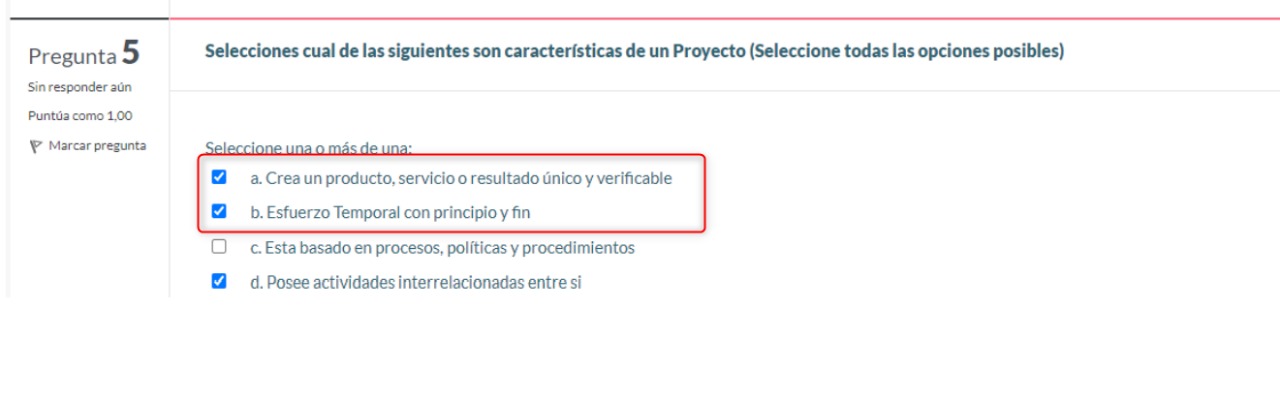 Pregunta 5
Sin responder aún
Puntúa como 1,00
Marcar pregunta
Selecciones cual de las siguientes son características de un Proyecto (Seleccione todas las opciones posibles)
Seleccione una o más de una:
a. Crea un producto, servicio o resultado único y verificable
b. Esfuerzo Temporal con principio y fin
c. Esta basado en procesos, políticas y procedimientos
d. Posee actividades interrelacionadas entre si